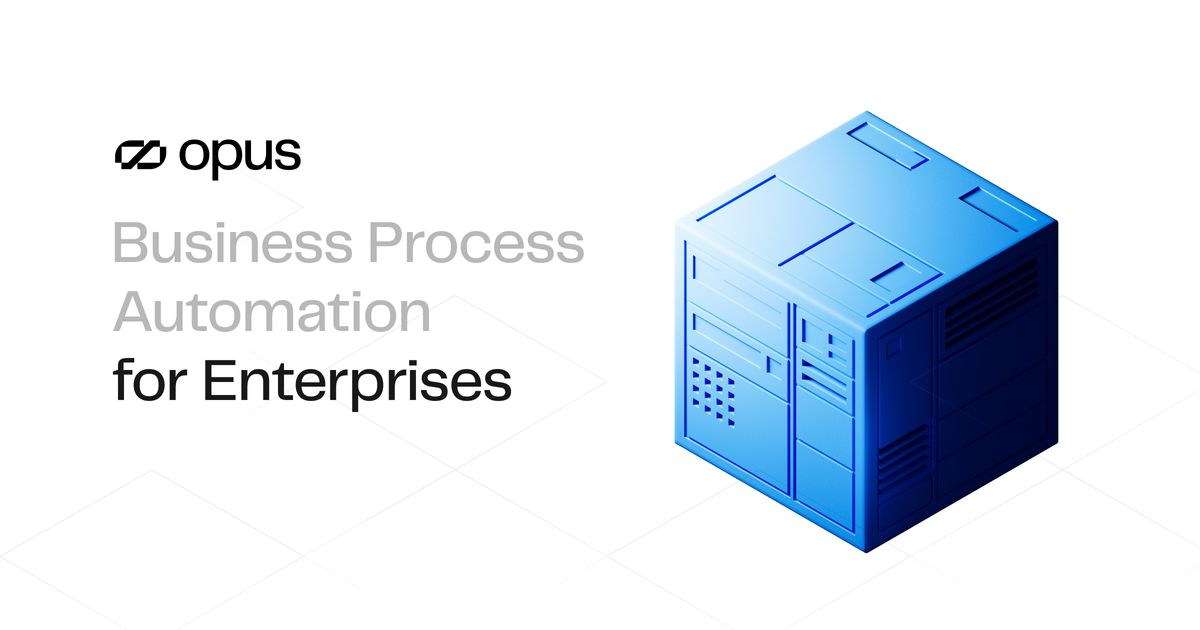 opus
Business Process
Automation
for Enterprises